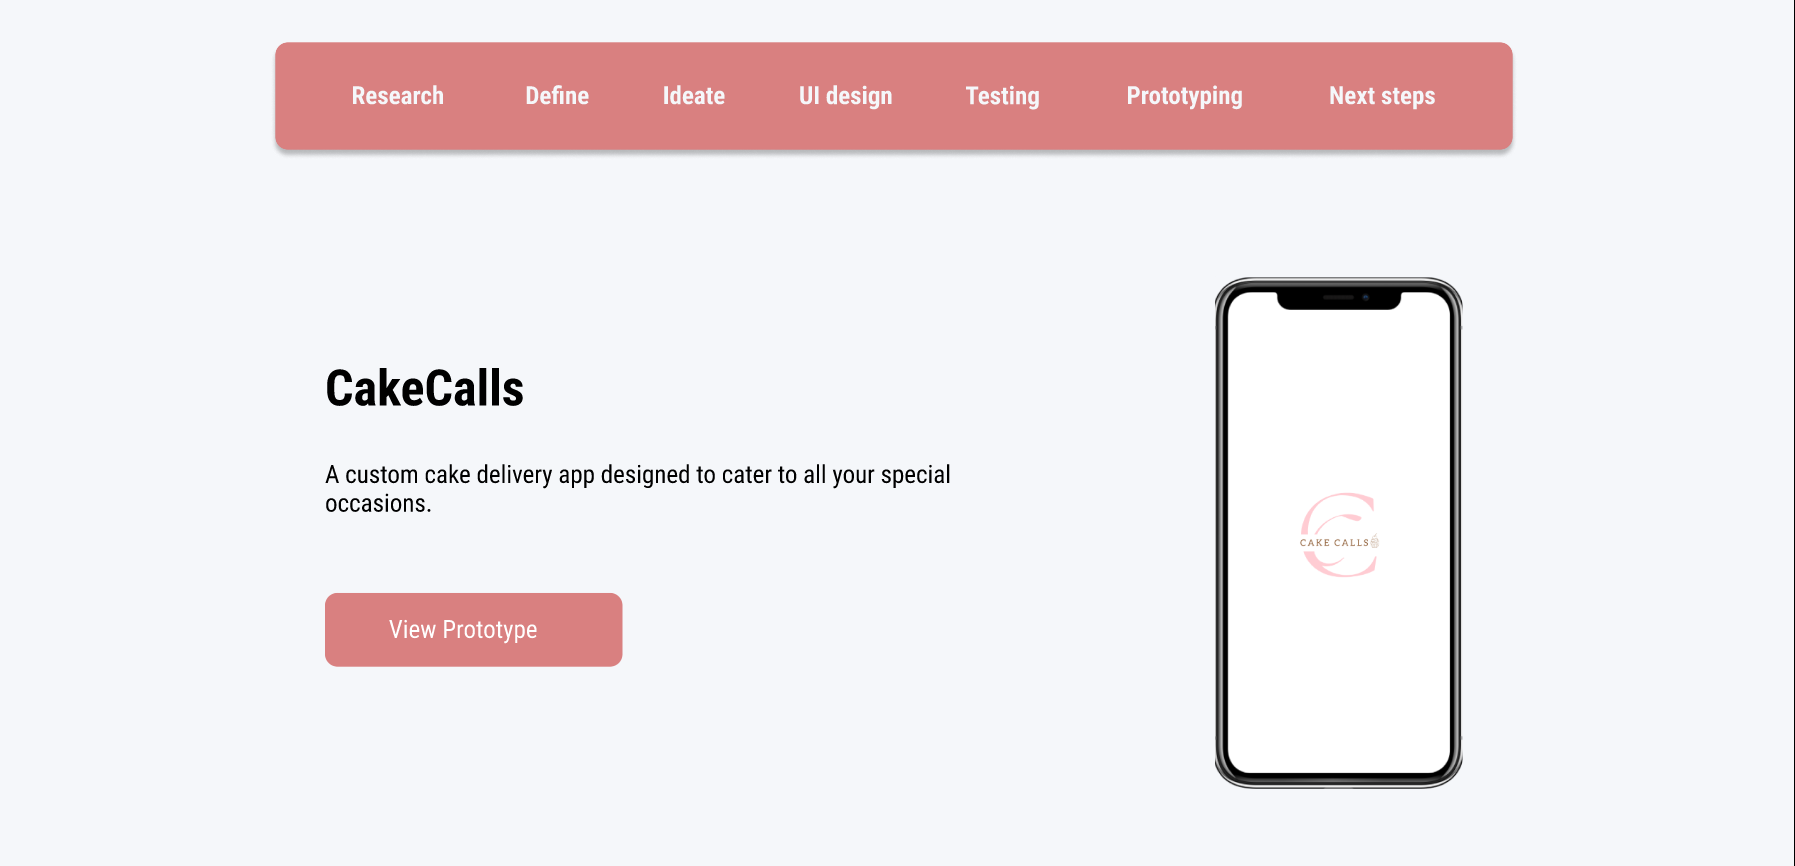 Research Define Ideate UI design Testing Prototyping Next steps
CakeCalls
A custom cake delivery app designed to cater to all your special
occasions.
View Prototype
CAKE CALLS